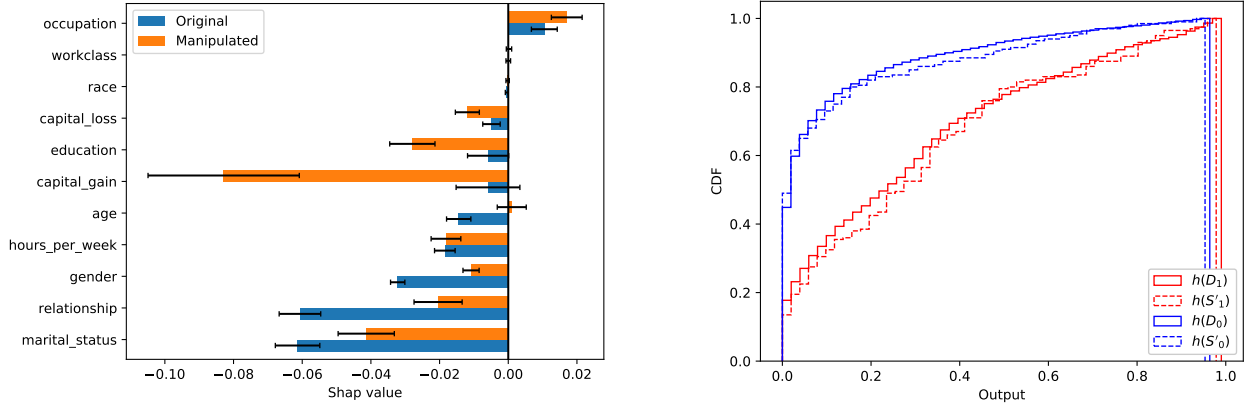 Original
Manipulated
occupation
workclass
race
capital_loss
education
capital_gain
age
hours_per_week
gender
relationship
marital_status
−0.10 −0.08 −0.06 −0.04 −0.02 0.00 0.02
Shap value
1.0
0.8
0.6
0.4
0.2
0.0
CDF
h(D₁)
h(S'₁)
h(D₀)
h(S'₀)
0.0 0.2 0.4 0.6 0.8 1.0
Output